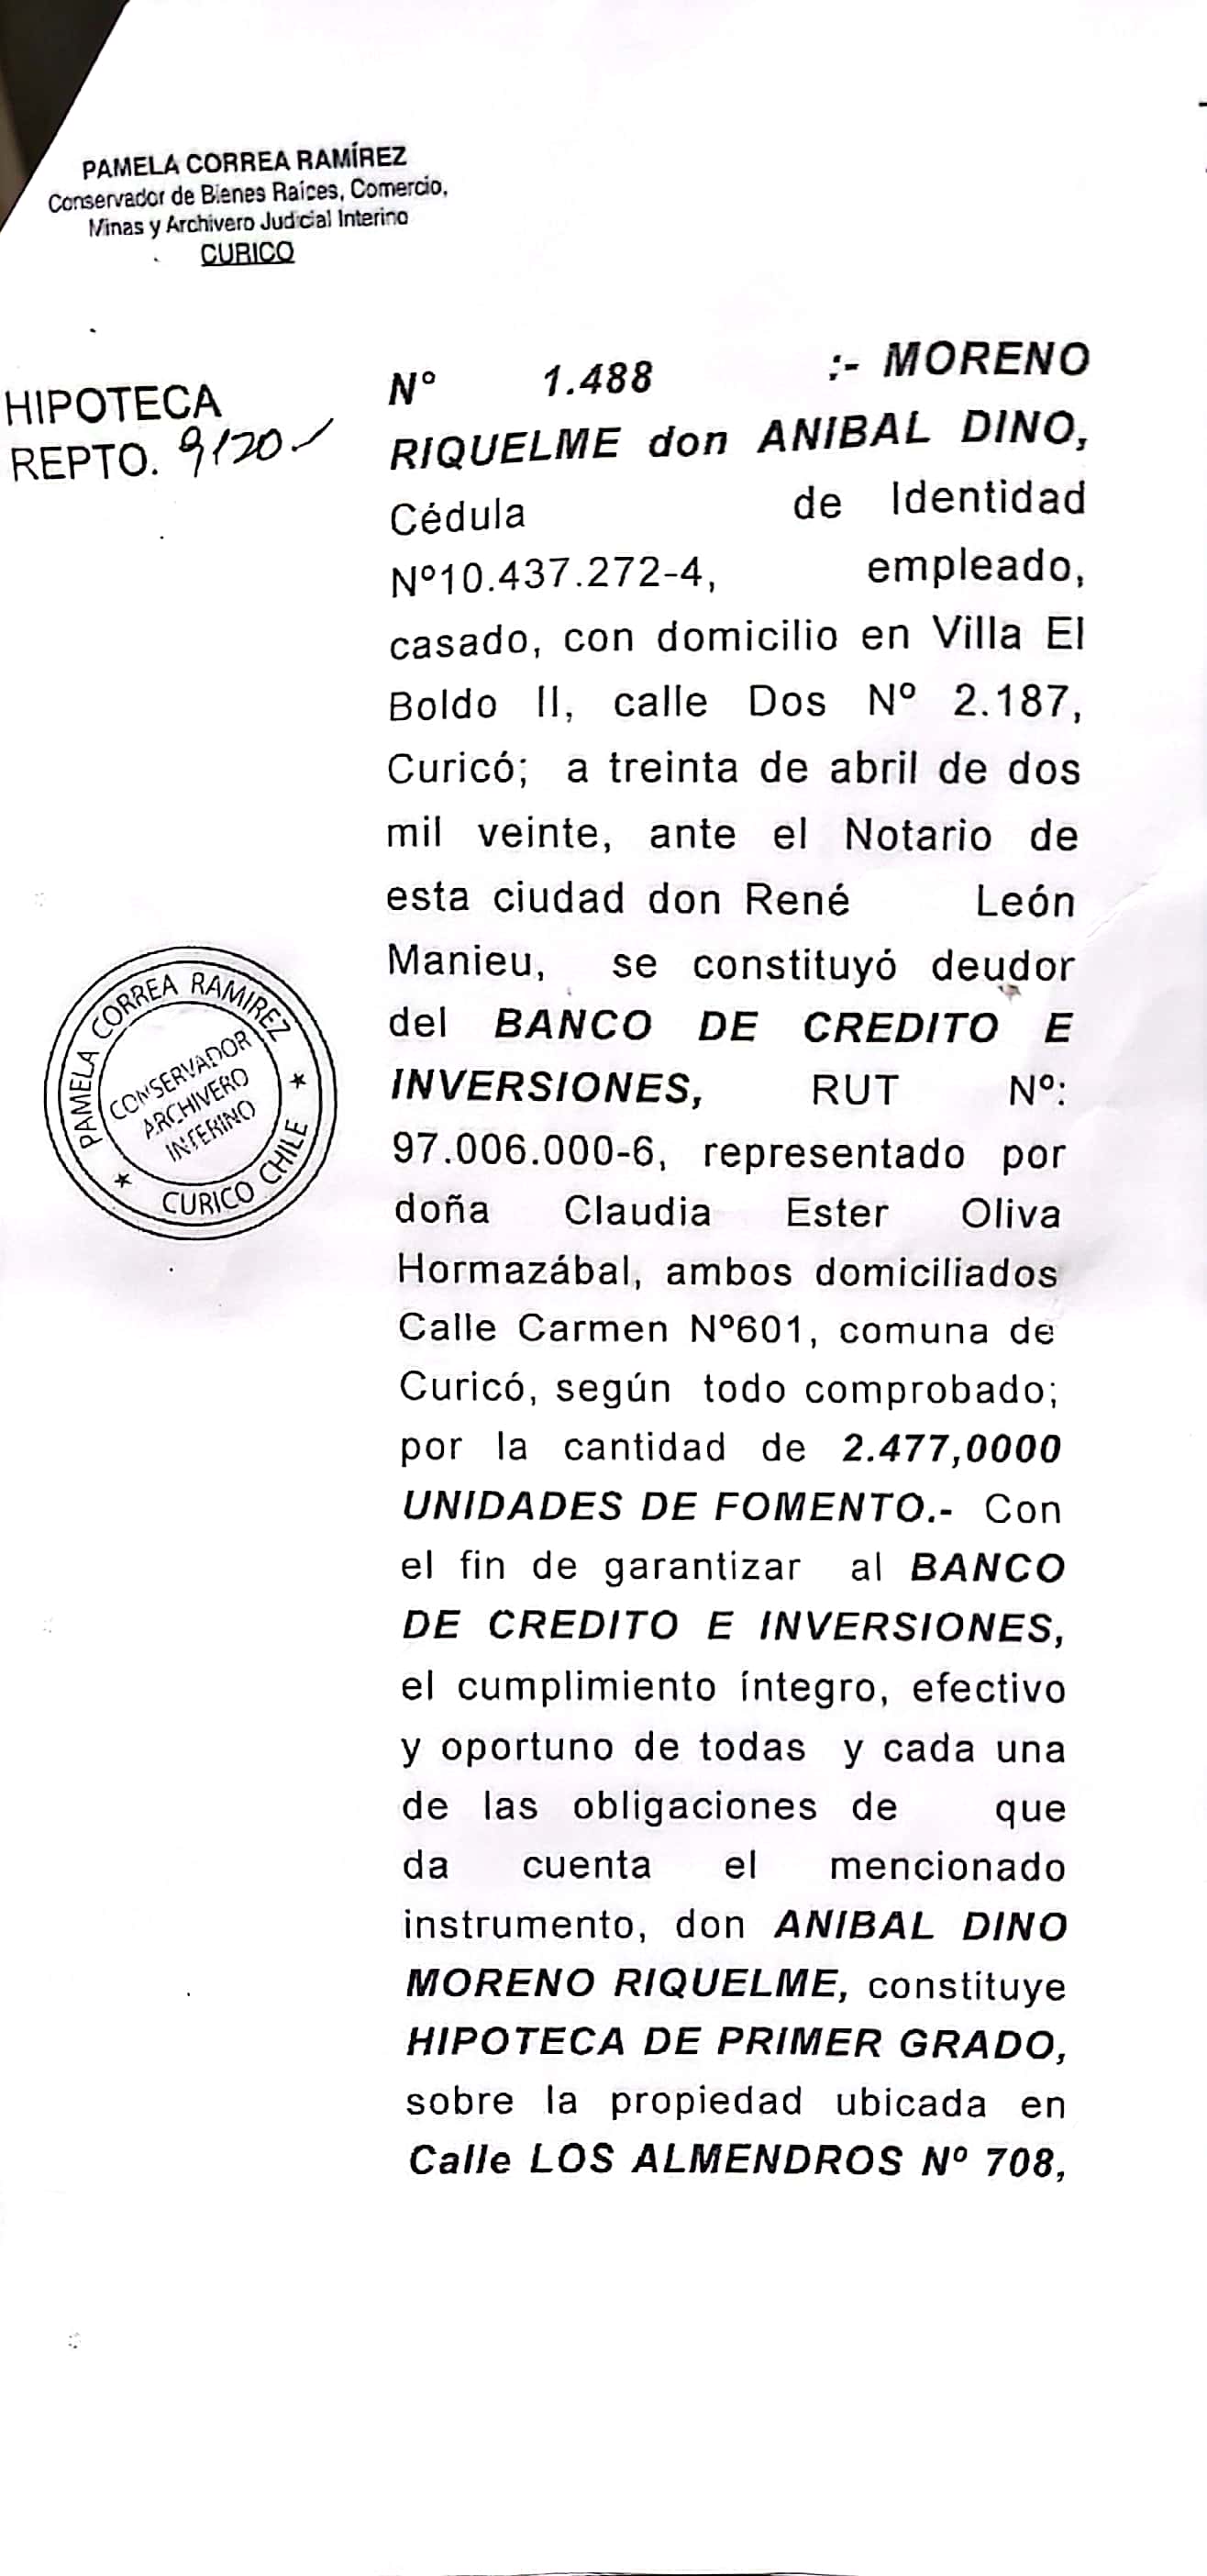 PAMELA CORREA RAMÍREZ
Conservador de Bienes Raíces, Comercio,
Minas y Archivero Judicial Interino
CURICO
HIPOTECA
REPTO. 9120
Nº 1.488 :- MORENO
RIQUELME don ANIBAL DINO,
Cédula de Identidad
Nº10.437.272-4, empleado,
casado, con domicilio en Villa El
Boldo II, calle Dos Nº 2.187,
Curicó; a treinta de abril de dos
mil veinte, ante el Notario de
esta ciudad don René León
Manieu, se constituyó deudor
del BANCO DE CREDITO E
INVERSIONES, RUT Nº:
97.006.000-6, representado por
doña Claudia Ester Oliva
Hormazábal, ambos domiciliados
Calle Carmen Nº601, comuna de
Curicó, según todo comprobado;
por la cantidad de 2.477,0000
UNIDADES DE FOMENTO.- Con
el fin de garantizar al BANCO
DE CREDITO E INVERSIONES,
el cumplimiento íntegro, efectivo
y oportuno de todas y cada una
de las obligaciones de que
da cuenta el mencionado
instrumento, don ANIBAL DINO
MORENO RIQUELME, constituye
HIPOTECA DE PRIMER GRADO,
sobre la propiedad ubicada en
Calle LOS ALMENDROS Nº 708,
PAMELA CORREA RAMIREZ
CONSERVADOR
ARCHIVERO
INTERINO
CURICO CHILE